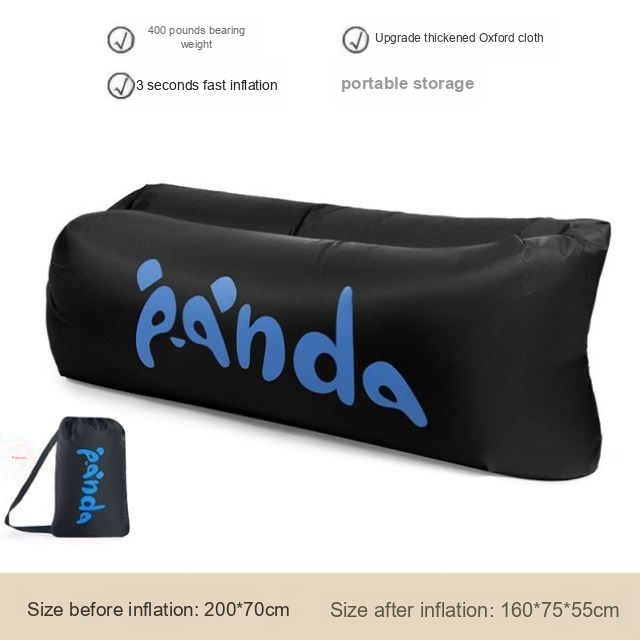 400 pounds bearing
weight
Upgrade thickened Oxford cloth
3 seconds fast inflation
portable storage
panda
panda
Size before inflation: 200*70cm
Size after inflation: 160*75*55cm